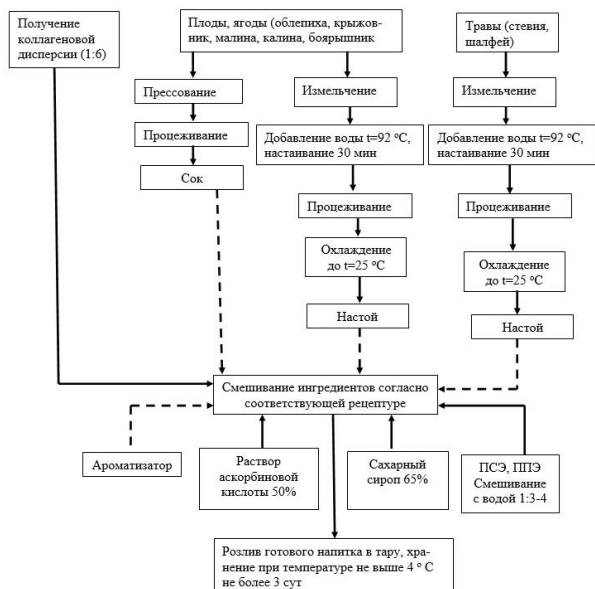 Получение
коллагеновой
дисперсии (1:6)
Плоды, ягоды (облепиха, крыжов-
ник, малина, калина, боярышник
Травы (стевия,
шалфей)
Прессование
Измельчение
Измельчение
Процеживание
Добавление воды t=92 °C,
настаивание 30 мин
Добавление воды t=92 °C,
настаивание 30 мин
Сок
Процеживание
Процеживание
Охлаждение
до t=25 °C
Охлаждение
до t=25 °C
Настой
Настой
Смешивание ингредиентов согласно
соответствующей рецептуре
Ароматизатор
Раствор
аскорбиновой
кислоты 50%
Сахарный
сироп 65%
ПСЭ, ППЭ
Смешивание
с водой 1:3-4
Розлив готового напитка в тару, хра-
нение при температуре не выше 4 ° С
не более 3 сут